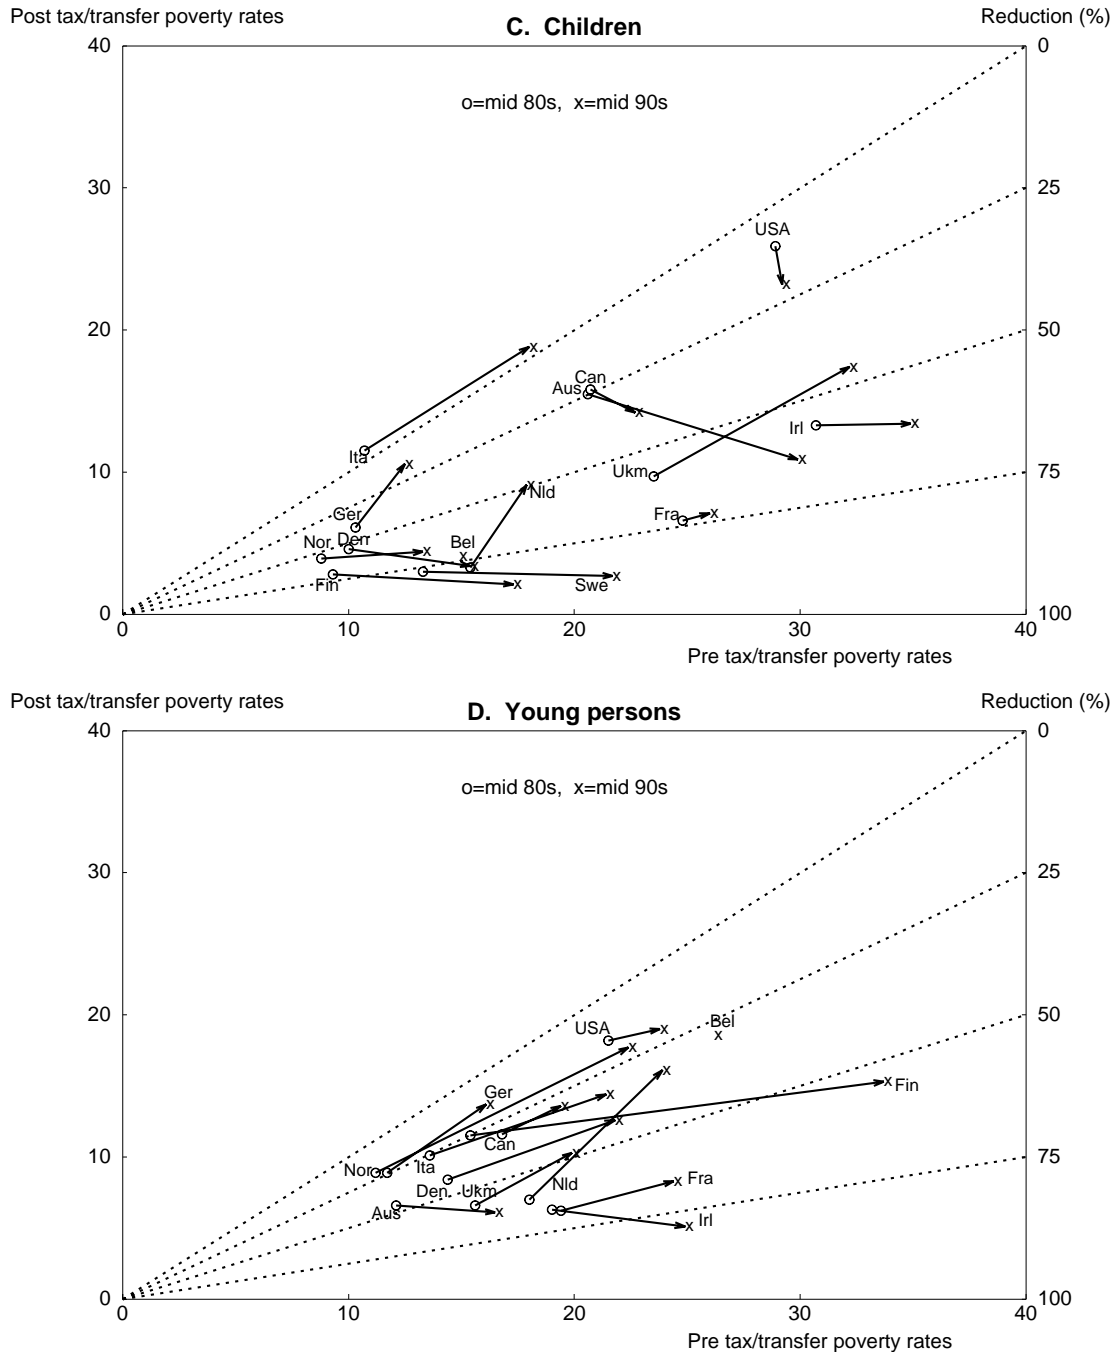 Post tax/transfer poverty rates
Reduction (%)
C. Children
40
0
o=mid 80s, x=mid 90s
30
25
USA
20
50
Can
Aus
Irl
Ita
10
Ukm
75
Nld
Ger
Fra
Nor
Den
Bel
Fin
Swe
0
100
0
10
20
30
40
Pre tax/transfer poverty rates
Post tax/transfer poverty rates
Reduction (%)
D. Young persons
40
0
o=mid 80s, x=mid 90s
30
25
20
50
USA
Bel
Ger
Fin
Can
10
75
Nor
Ita
Fra
Den
Ukm
Nld
Aus
Irl
0
100
0
10
20
30
40
Pre tax/transfer poverty rates